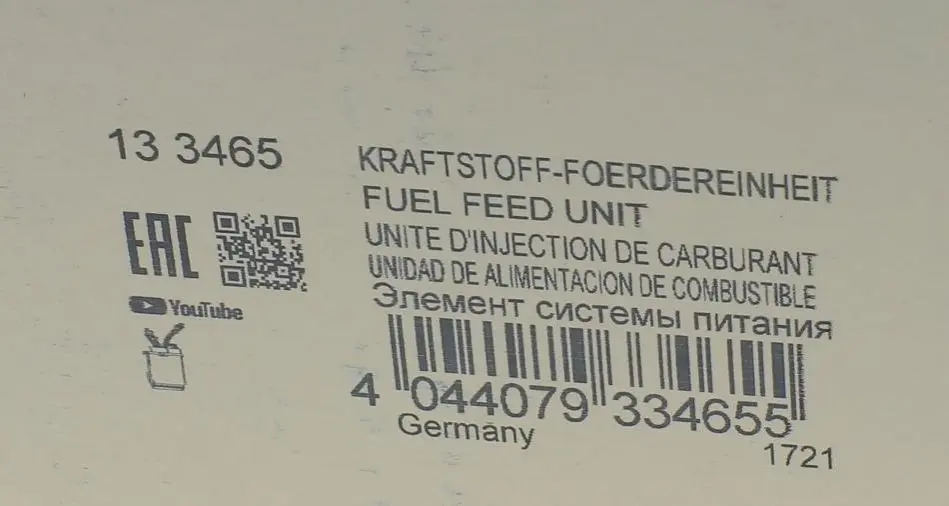 13 3465
KRAFTSTOFF-FOERDEREINHEIT
FUEL FEED UNIT
UNITE D'INJECTION DE CARBURANT
UNIDAD DE ALIMENTACION DE COMBUSTIBLE
Элемент системы питания
EAC
YouTube
4 044079 334655
Germany
1721